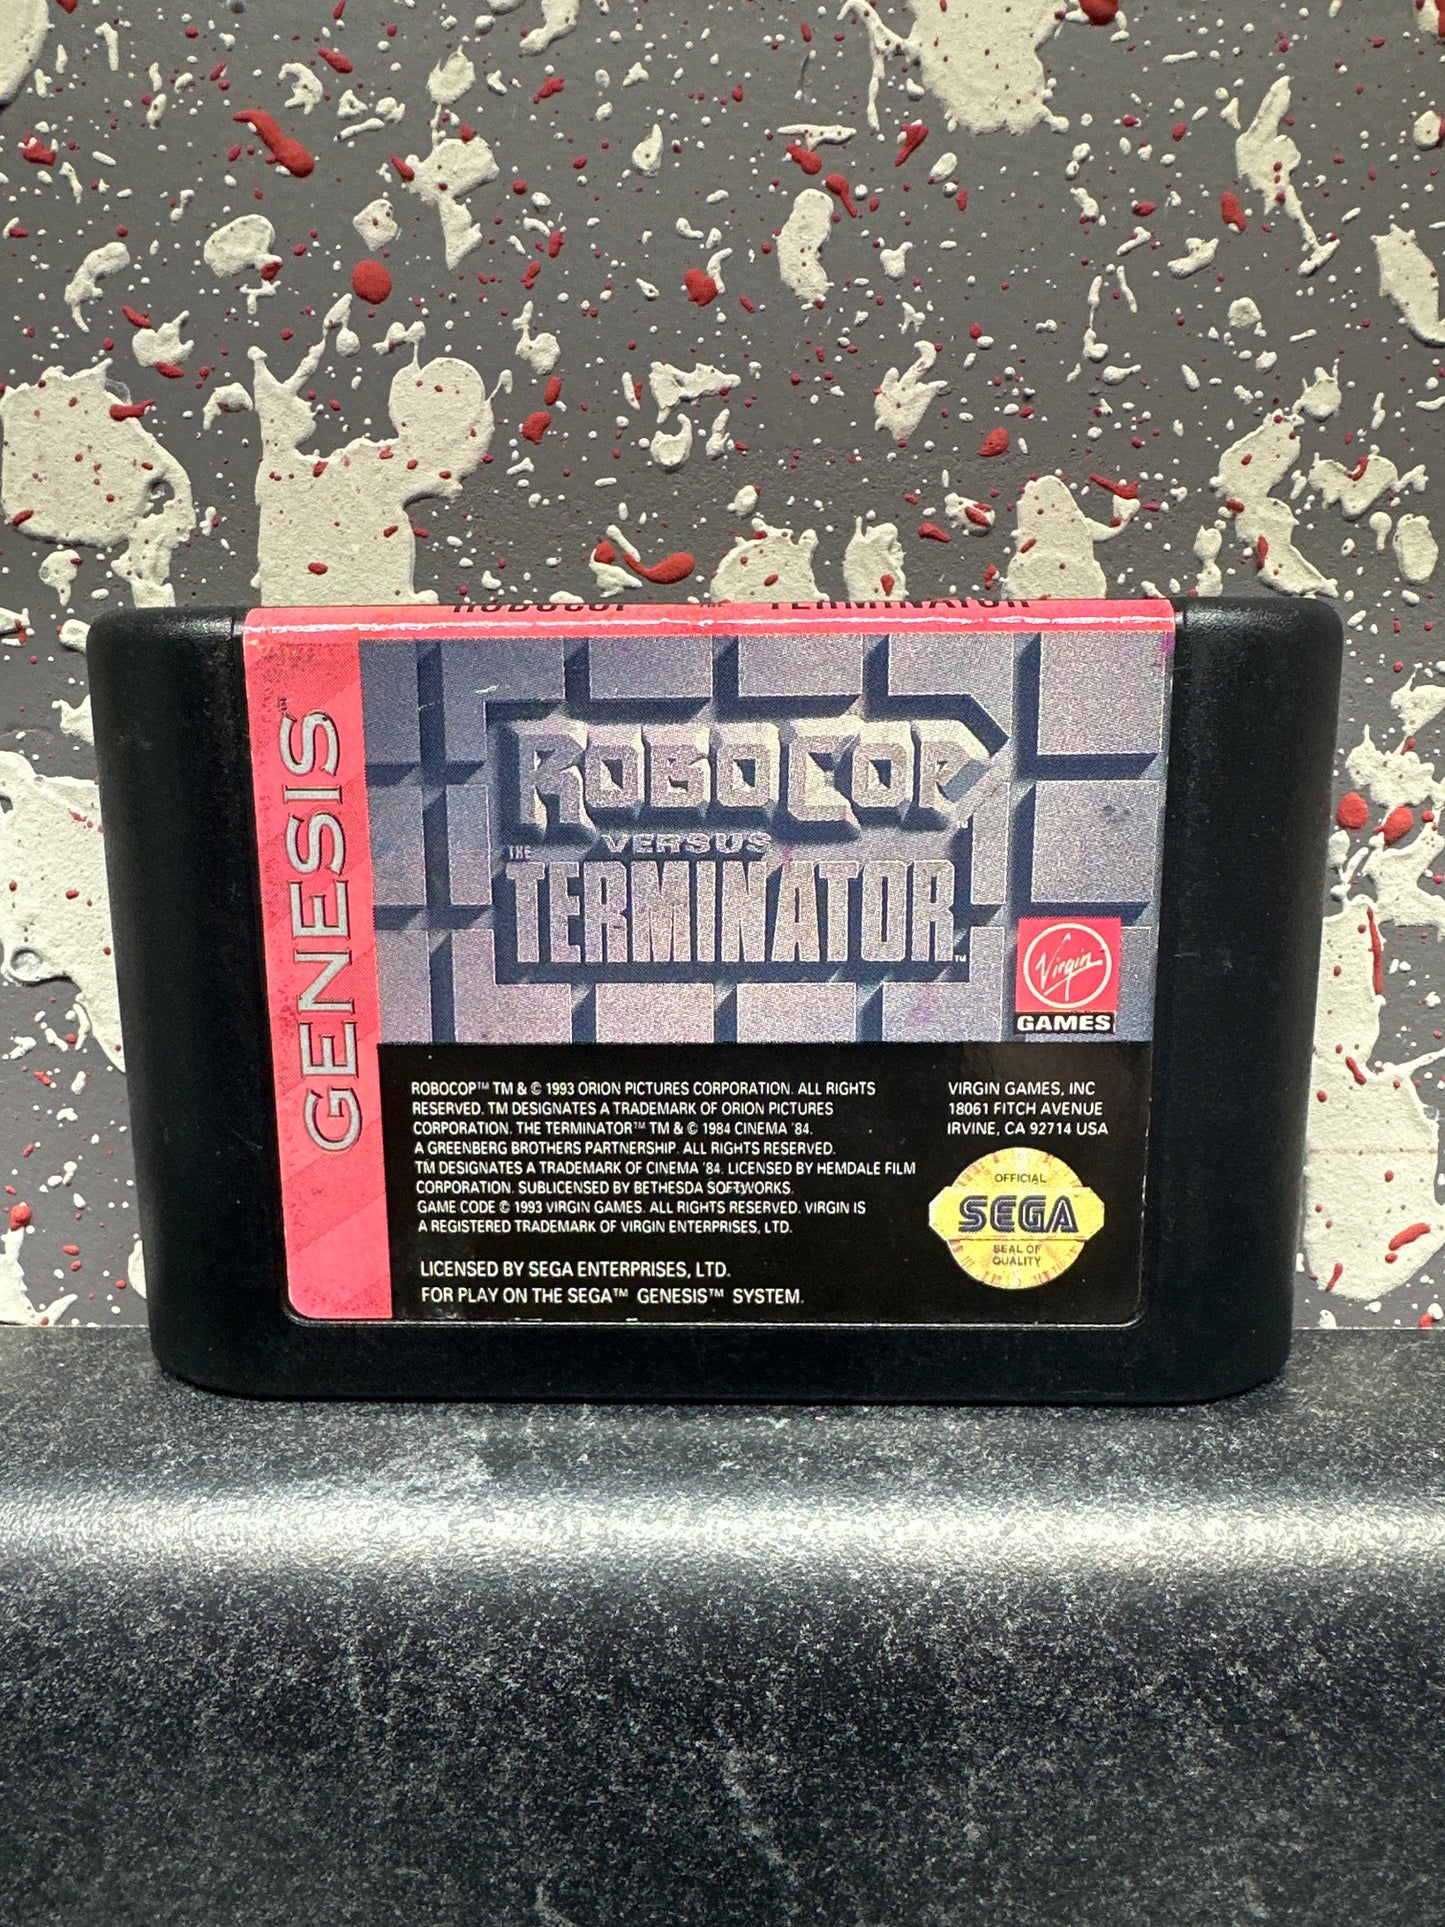 ROBOCOP THE TERMINATOR
GENESIS™
ROBOCOP™
VERSUS
THE
TERMINATOR™
Virgin
GAMES
ROBOCOP™ TM & © 1993 ORION PICTURES CORPORATION. ALL RIGHTS
RESERVED. TM DESIGNATES A TRADEMARK OF ORION PICTURES
CORPORATION. THE TERMINATOR™ TM & © 1984 CINEMA '84.
A GREENBERG BROTHERS PARTNERSHIP. ALL RIGHTS RESERVED.
TM DESIGNATES A TRADEMARK OF CINEMA '84. LICENSED BY HEMDALE FILM
CORPORATION. SUBLICENSED BY BETHESDA SOFTWORKS.
GAME CODE © 1993 VIRGIN GAMES. ALL RIGHTS RESERVED. VIRGIN IS
A REGISTERED TRADEMARK OF VIRGIN ENTERPRISES, LTD.
LICENSED BY SEGA ENTERPRISES, LTD.
FOR PLAY ON THE SEGA™ GENESIS™ SYSTEM.
VIRGIN GAMES, INC
18061 FITCH AVENUE
IRVINE, CA 92714 USA
OFFICIAL
SEGA
SEAL OF
QUALITY